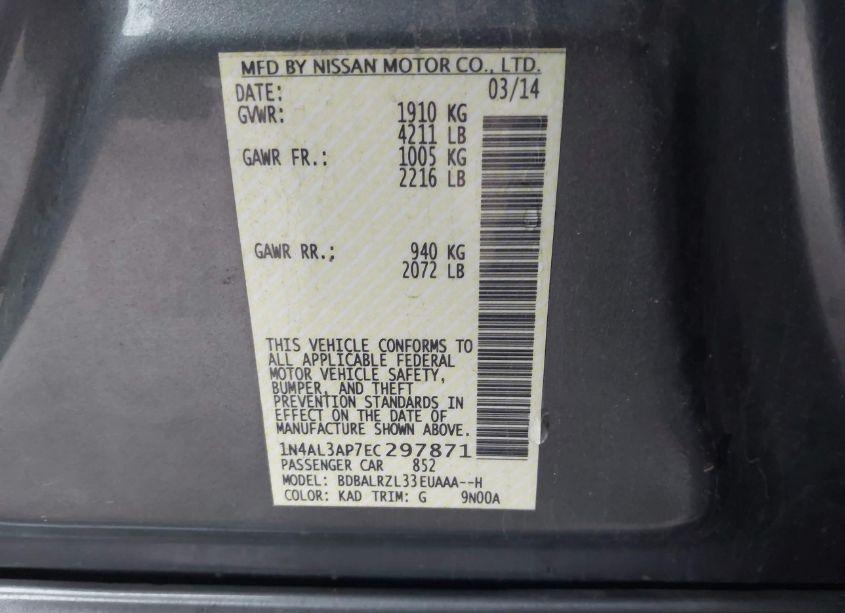 MFD BY NISSAN MOTOR CO., LTD.
DATE: 03/14
GVWR: 1910 KG
4211 LB
GAWR FR.: 1005 KG
2216 LB
GAWR RR.: 940 KG
2072 LB
THIS VEHICLE CONFORMS TO
ALL APPLICABLE FEDERAL
MOTOR VEHICLE SAFETY,
BUMPER, AND THEFT
PREVENTION STANDARDS IN
EFFECT ON THE DATE OF
MANUFACTURE SHOWN ABOVE.
1N4AL3AP7EC297871
PASSENGER CAR 852
MODEL: BDBALRZL33EUAAA--H
COLOR: KAD TRIM: G 9N00A